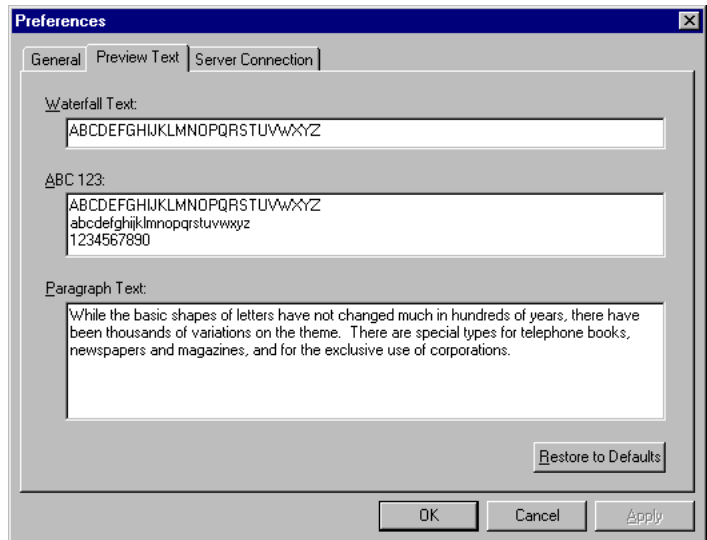 Preferences
General Preview Text Server Connection
Waterfall Text:
ABCDEFGHIJKLMNOPQRSTUVWXYZ
ABC 123:
ABCDEFGHIJKLMNOPQRSTUVWXYZ
abcdefghijklmnopqrstuvwxyz
1234567890
Paragraph Text:
While the basic shapes of letters have not changed much in hundreds of years, there have
been thousands of variations on the theme.  There are special types for telephone books,
newspapers and magazines, and for the exclusive use of corporations.
Restore to Defaults
OK Cancel Apply